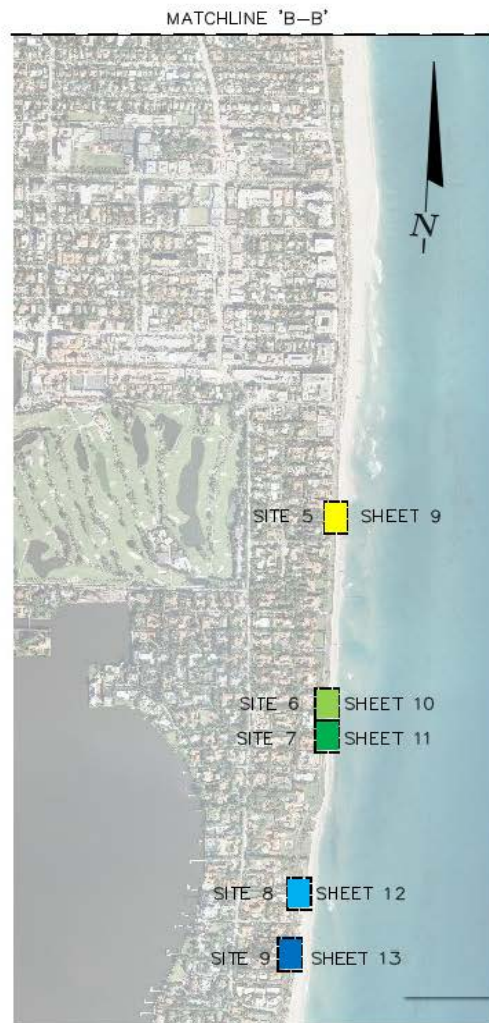 MATCHLINE 'B-B'
N
SITE 5 SHEET 9
SITE 6 SHEET 10
SITE 7 SHEET 11
SITE 8 SHEET 12
SITE 9 SHEET 13